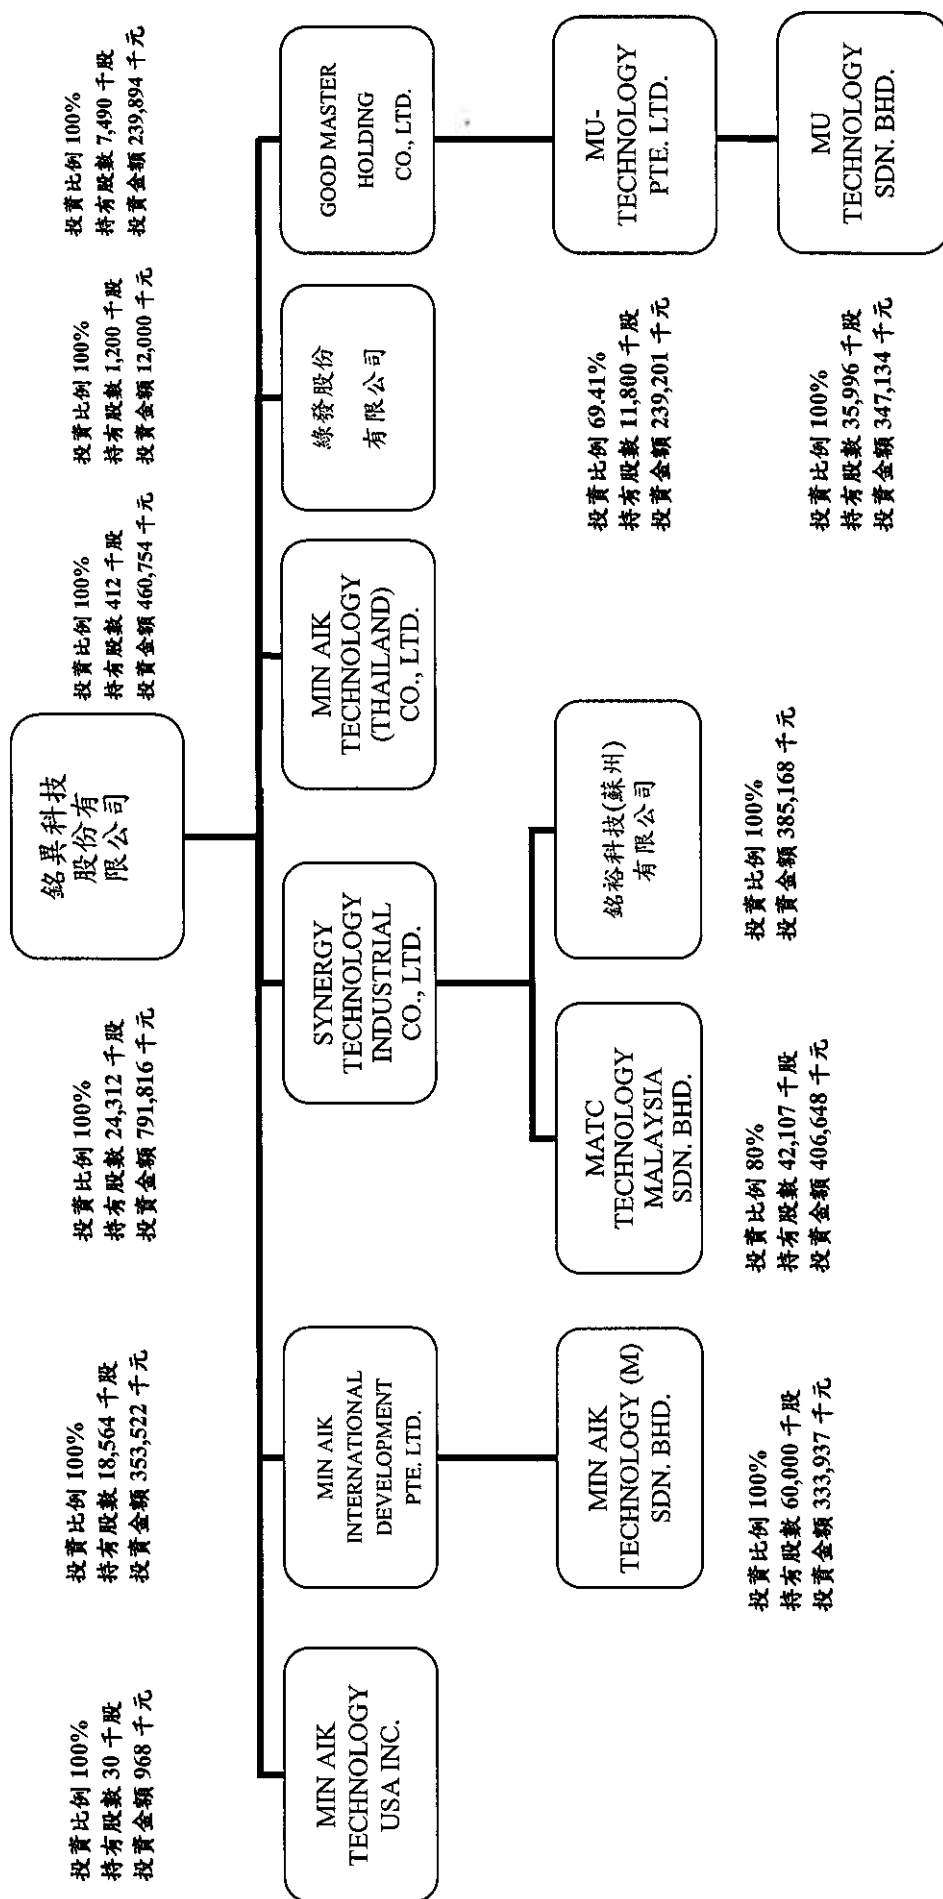 銘異科技
股份有
限公司
投資比例 100%
持有股數 30 千股
投資金額 968 千元
投資比例 100%
持有股數 18,564 千股
投資金額 353,522 千元
投資比例 100%
持有股數 24,312 千股
投資金額 791,816 千元
投資比例 100%
持有股數 412 千股
投資金額 460,754 千元
投資比例 100%
持有股數 1,200 千股
投資金額 12,000 千元
投資比例 100%
持有股數 7,490 千股
投資金額 239,894 千元
MIN AIK
TECHNOLOGY
USA INC.
MIN AIK
INTERNATIONAL
DEVELOPMENT
PTE. LTD.
SYNERGY
TECHNOLOGY
INDUSTRIAL
CO., LTD.
MIN AIK
TECHNOLOGY
(THAILAND)
CO., LTD.
綠發股份
有限公司
GOOD MASTER
HOLDING
CO., LTD.
MIN AIK
TECHNOLOGY (M)
SDN. BHD.
MATC
TECHNOLOGY
MALAYSIA
SDN. BHD.
銘裕科技(蘇州)
有限公司
MU-
TECHNOLOGY
PTE. LTD.
投資比例 100%
持有股數 60,000 千股
投資金額 333,937 千元
投資比例 80%
持有股數 42,107 千股
投資金額 406,648 千元
投資比例 100%
投資金額 385,168 千元
投資比例 69.41%
持有股數 11,800 千股
投資金額 239,201 千元
MU
TECHNOLOGY
SDN. BHD.
投資比例 100%
持有股數 35,996 千股
投資金額 347,134 千元